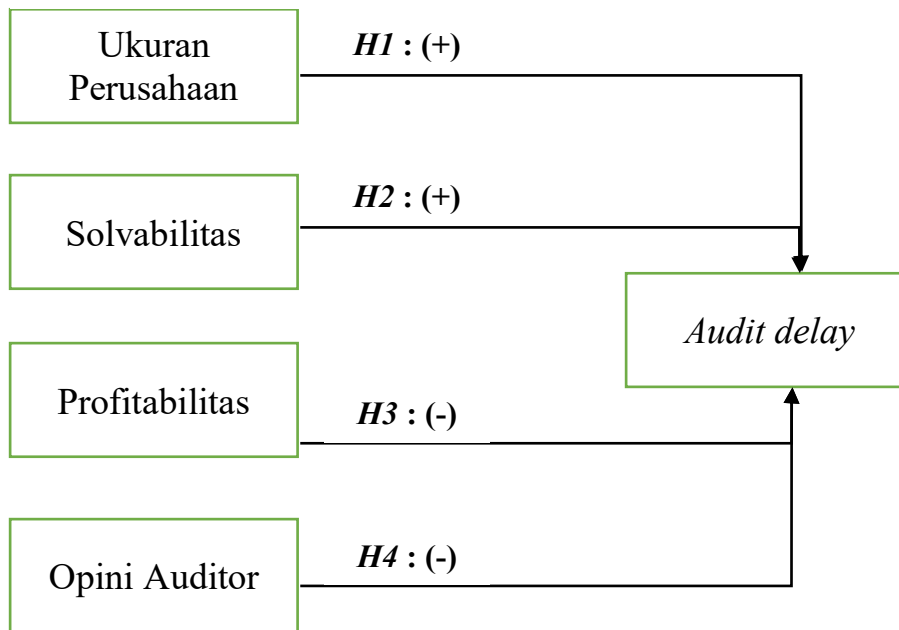 Ukuran
Perusahaan
H1 : (+)
Solvabilitas
H2 : (+)
Audit delay
Profitabilitas
H3 : (-)
Opini Auditor
H4 : (-)